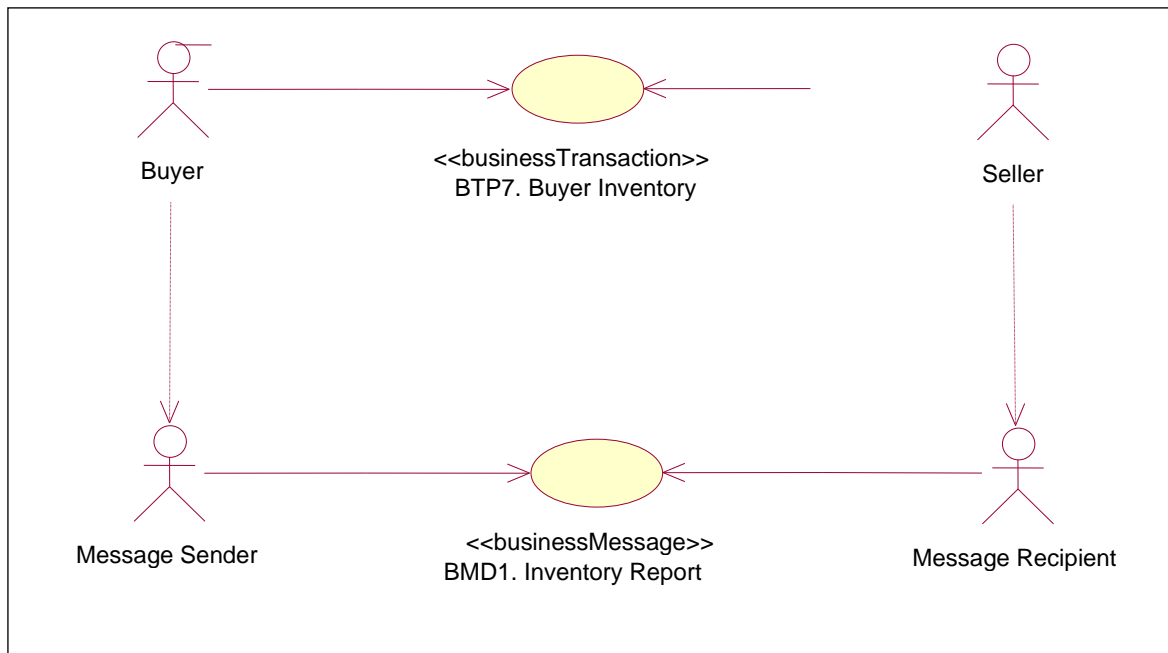 <<businessTransaction>>
BTP7. Buyer Inventory
Buyer
Seller
<<businessMessage>>
BMD1. Inventory Report
Message Sender
Message Recipient